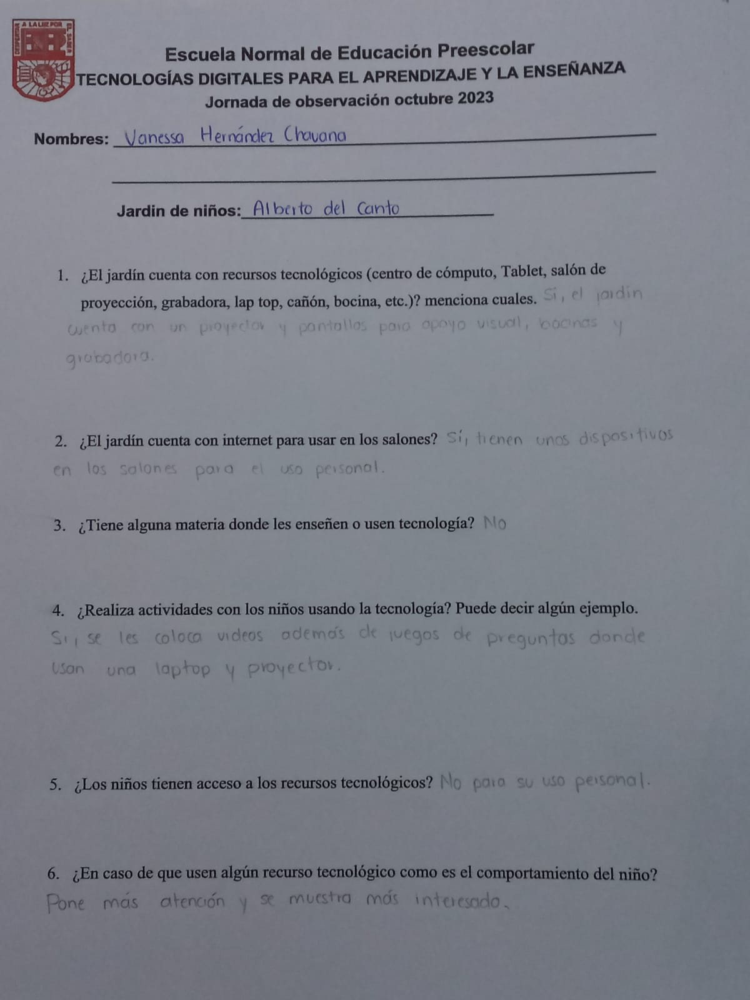 A LA LUZ POR
Escuela Normal de Educación Preescolar
TECNOLOGÍAS DIGITALES PARA EL APRENDIZAJE Y LA ENSEÑANZA
Jornada de observación octubre 2023
Nombres: Vanessa Hernández Chavana
Jardin de niños: Alberto del Canto
1. ¿El jardín cuenta con recursos tecnológicos (centro de cómputo, Tablet, salón de
proyección, grabadora, lap top, cañón, bocina, etc.)? menciona cuales. Sí, el jardín
cuenta con un proyector y pantallas para apoyo visual, bocinas y
grabadora.
2. ¿El jardín cuenta con internet para usar en los salones? Sí, tienen unos dispositivos
en los salones para el uso personal.
3. ¿Tiene alguna materia donde les enseñen o usen tecnología? No
4. ¿Realiza actividades con los niños usando la tecnología? Puede decir algún ejemplo.
Si, se les coloca videos además de juegos de preguntas donde
usan una laptop y proyector.
5. ¿Los niños tienen acceso a los recursos tecnológicos? No para su uso personal.
6. ¿En caso de que usen algún recurso tecnológico como es el comportamiento del niño?
Pone más atención y se muestra más interesado.